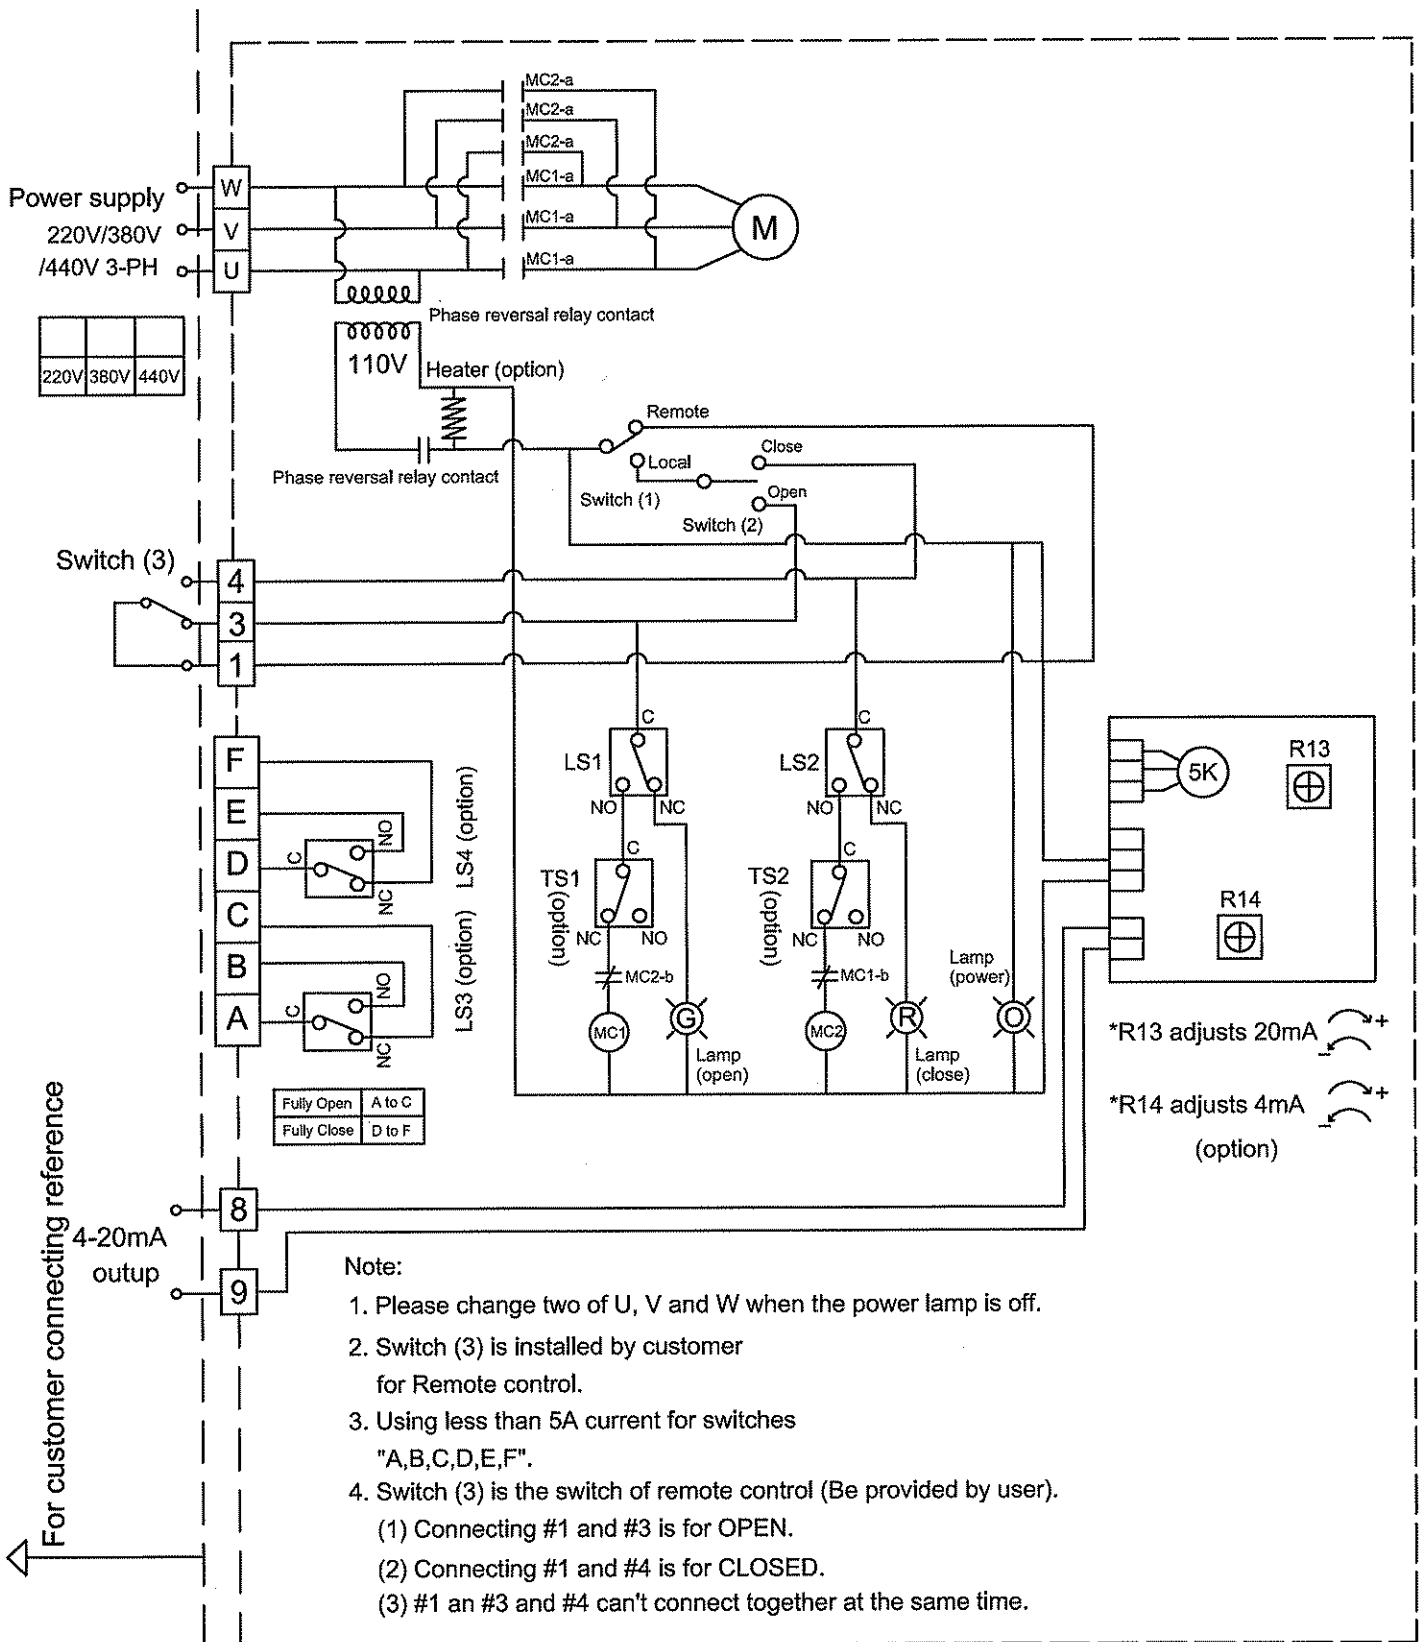 MC2-a
MC2-a
MC2-a
MC1-a
MC1-a
MC1-a
Power supply
220V/380V
/440V 3-PH
W
V
U
M
220V 380V 440V
Phase reversal relay contact
110V
Heater (option)
Phase reversal relay contact
Remote
Local
Switch (1)
Close
Open
Switch (2)
Switch (3)
4
3
1
F
E
D
C
B
A
C
NO
NC
LS4 (option)
C
NO
NC
LS3 (option)
Fully Open A to C
Fully Close D to F
C
LS1
NO
NC
C
TS1
(option)
NC
NO
MC2-b
MC1
G
Lamp
(open)
C
LS2
NO
NC
C
TS2
(option)
NC
NO
MC1-b
MC2
R
Lamp
(close)
Lamp
(power)
O
5K
R13
R14
*R13 adjusts 20mA + −
*R14 adjusts 4mA + −
(option)
For customer connecting reference
8
4-20mA
outup
9
Note:
1. Please change two of U, V and W when the power lamp is off.
2. Switch (3) is installed by customer
for Remote control.
3. Using less than 5A current for switches
"A,B,C,D,E,F".
4. Switch (3) is the switch of remote control (Be provided by user).
(1) Connecting #1 and #3 is for OPEN.
(2) Connecting #1 and #4 is for CLOSED.
(3) #1 an #3 and #4 can't connect together at the same time.